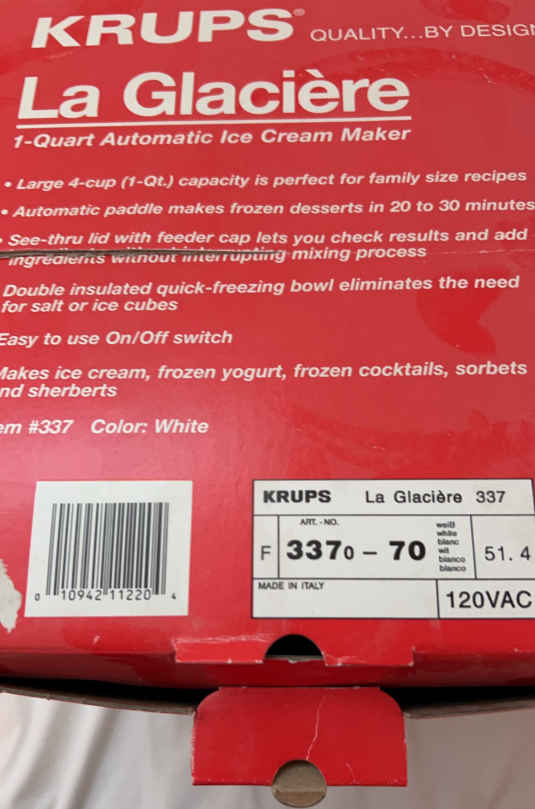 KRUPS® QUALITY...BY DESIGN
La Glacière
1-Quart Automatic Ice Cream Maker
• Large 4-cup (1-Qt.) capacity is perfect for family size recipes
• Automatic paddle makes frozen desserts in 20 to 30 minutes
• See-thru lid with feeder cap lets you check results and add
ingredients without interrupting mixing process
Double insulated quick-freezing bowl eliminates the need
for salt or ice cubes
Easy to use On/Off switch
Makes ice cream, frozen yogurt, frozen cocktails, sorbets
nd sherberts
em #337 Color: White
KRUPS La Glacière 337
ART.-NO.
F 3370 – 70
weiß
white
blanc
wit
bianco
blanco
51. 4
MADE IN ITALY
120VAC
0 10942 11220 4